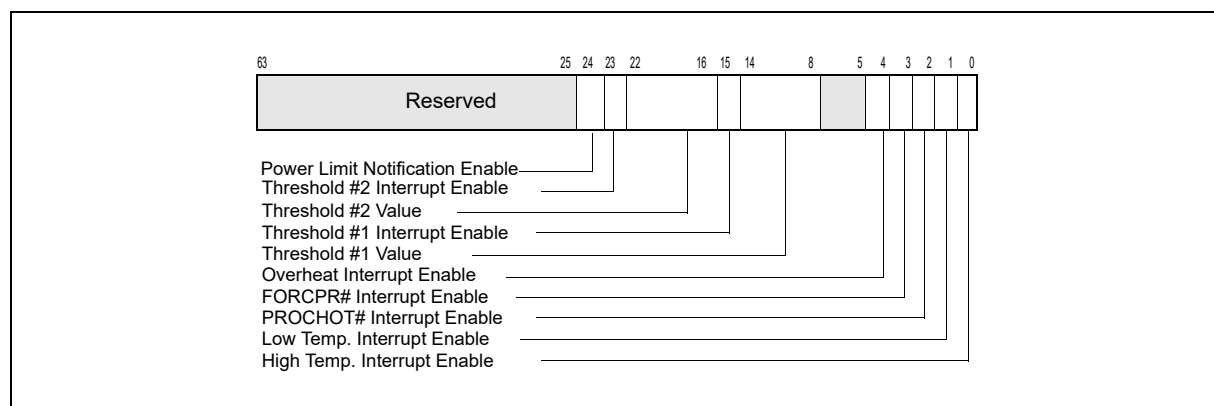 63 25 24 23 22 16 15 14 8 5 4 3 2 1 0
Reserved
Power Limit Notification Enable
Threshold #2 Interrupt Enable
Threshold #2 Value
Threshold #1 Interrupt Enable
Threshold #1 Value
Overheat Interrupt Enable
FORCPR# Interrupt Enable
PROCHOT# Interrupt Enable
Low Temp. Interrupt Enable
High Temp. Interrupt Enable